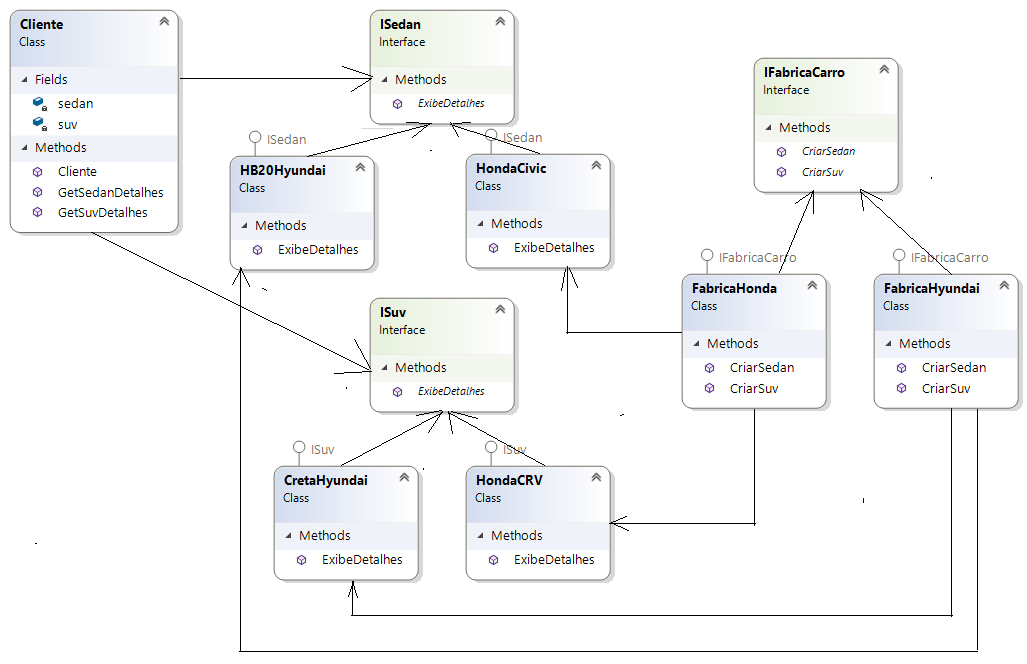 Cliente
Class
Fields
sedan
suv
Methods
Cliente
GetSedanDetalhes
GetSuvDetalhes
ISedan
Interface
Methods
ExibeDetalhes
IFabricaCarro
Interface
Methods
CriarSedan
CriarSuv
ISedan
HB20Hyundai
Class
Methods
ExibeDetalhes
ISedan
HondaCivic
Class
Methods
ExibeDetalhes
IFabricaCarro
FabricaHonda
Class
Methods
CriarSedan
CriarSuv
IFabricaCarro
FabricaHyundai
Class
Methods
CriarSedan
CriarSuv
ISuv
Interface
Methods
ExibeDetalhes
ISuv
CretaHyundai
Class
Methods
ExibeDetalhes
ISuv
HondaCRV
Class
Methods
ExibeDetalhes